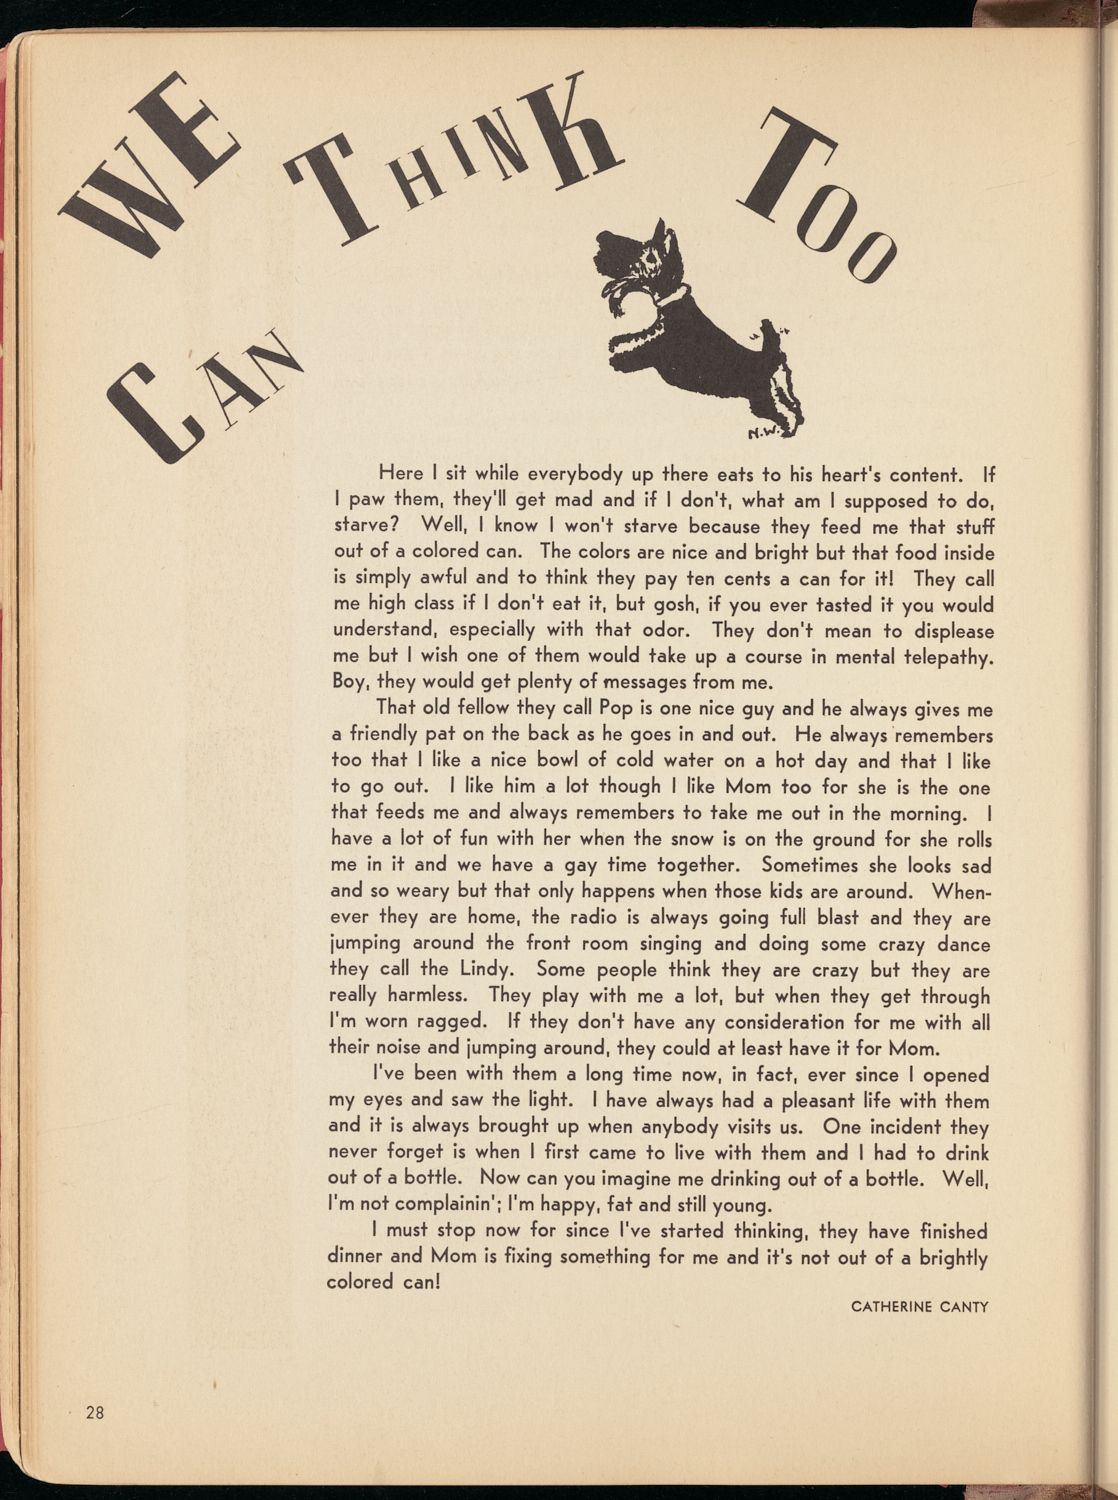 WE
CAN
THINK
TOO
N.W.
Here I sit while everybody up there eats to his heart's content. If
I paw them, they'll get mad and if I don't, what am I supposed to do,
starve? Well, I know I won't starve because they feed me that stuff
out of a colored can. The colors are nice and bright but that food inside
is simply awful and to think they pay ten cents a can for it! They call
me high class if I don't eat it, but gosh, if you ever tasted it you would
understand, especially with that odor. They don't mean to displease
me but I wish one of them would take up a course in mental telepathy.
Boy, they would get plenty of messages from me.
That old fellow they call Pop is one nice guy and he always gives me
a friendly pat on the back as he goes in and out. He always remembers
too that I like a nice bowl of cold water on a hot day and that I like
to go out. I like him a lot though I like Mom too for she is the one
that feeds me and always remembers to take me out in the morning. I
have a lot of fun with her when the snow is on the ground for she rolls
me in it and we have a gay time together. Sometimes she looks sad
and so weary but that only happens when those kids are around. When-
ever they are home, the radio is always going full blast and they are
jumping around the front room singing and doing some crazy dance
they call the Lindy. Some people think they are crazy but they are
really harmless. They play with me a lot, but when they get through
I'm worn ragged. If they don't have any consideration for me with all
their noise and jumping around, they could at least have it for Mom.
I've been with them a long time now, in fact, ever since I opened
my eyes and saw the light. I have always had a pleasant life with them
and it is always brought up when anybody visits us. One incident they
never forget is when I first came to live with them and I had to drink
out of a bottle. Now can you imagine me drinking out of a bottle. Well,
I'm not complainin'; I'm happy, fat and still young.
I must stop now for since I've started thinking, they have finished
dinner and Mom is fixing something for me and it's not out of a brightly
colored can!
CATHERINE CANTY
28